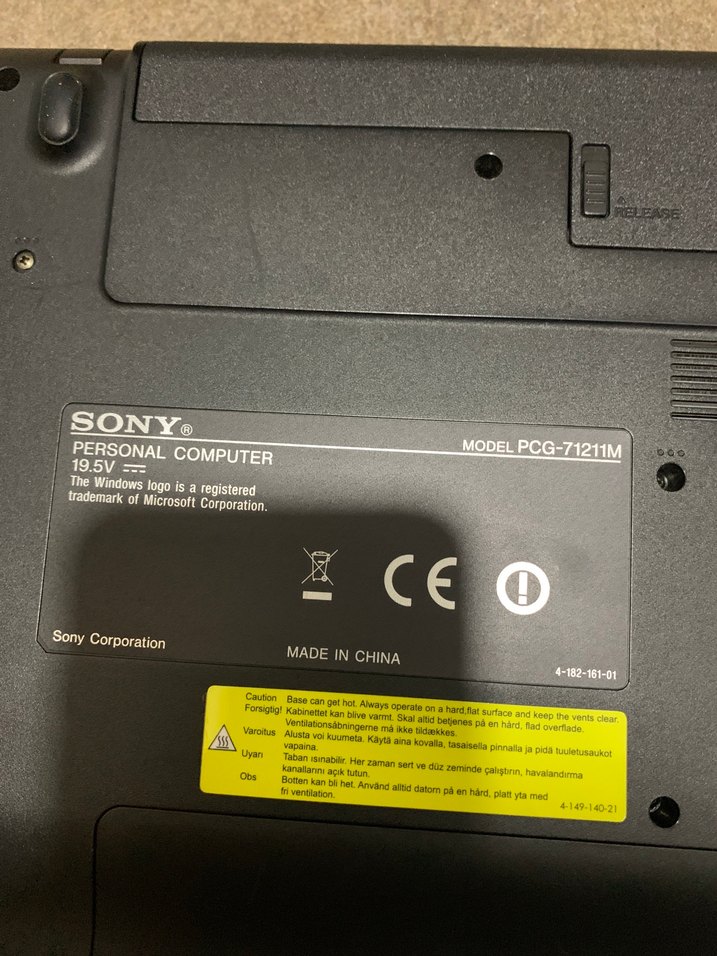 RELEASE
SONY®
PERSONAL COMPUTER
MODEL PCG-71211M
19.5V
The Windows logo is a registered
trademark of Microsoft Corporation.
CE
Sony Corporation
MADE IN CHINA
4-182-161-01
Caution Base can get hot. Always operate on a hard,flat surface and keep the vents clear.
Forsigtig! Kabinettet kan blive varmt. Skal altid betjenes på en hård, flad overflade.
Ventilationsåbningerne må ikke tildækkes.
Varoitus Alusta voi kuumeta. Käytä aina kovalla, tasaisella pinnalla ja pidä tuuletusaukot
vapaina.
Uyarı Taban ısınabilir. Her zaman sert ve düz zeminde çalıştırın, havalandırma
kanallarını açık tutun.
Obs Botten kan bli het. Använd alltid datorn på en hård, platt yta med
fri ventilation.
4-149-140-21